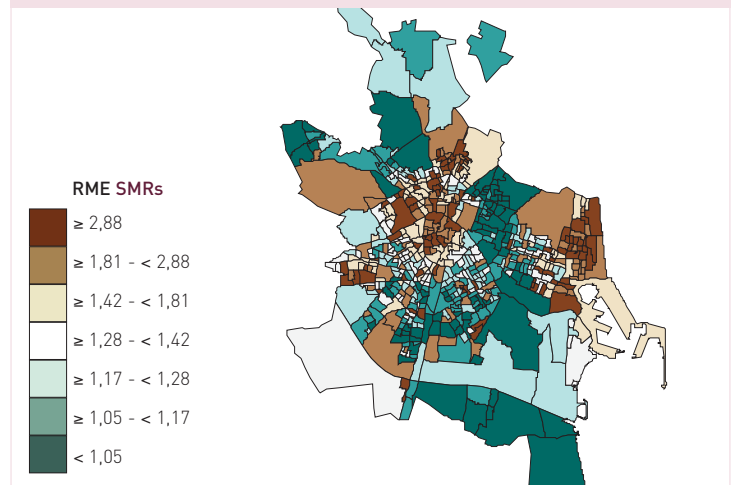 RME SMRs
≥ 2,88
≥ 1,81 - < 2,88
≥ 1,42 - < 1,81
≥ 1,28 - < 1,42
≥ 1,17 - < 1,28
≥ 1,05 - < 1,17
< 1,05